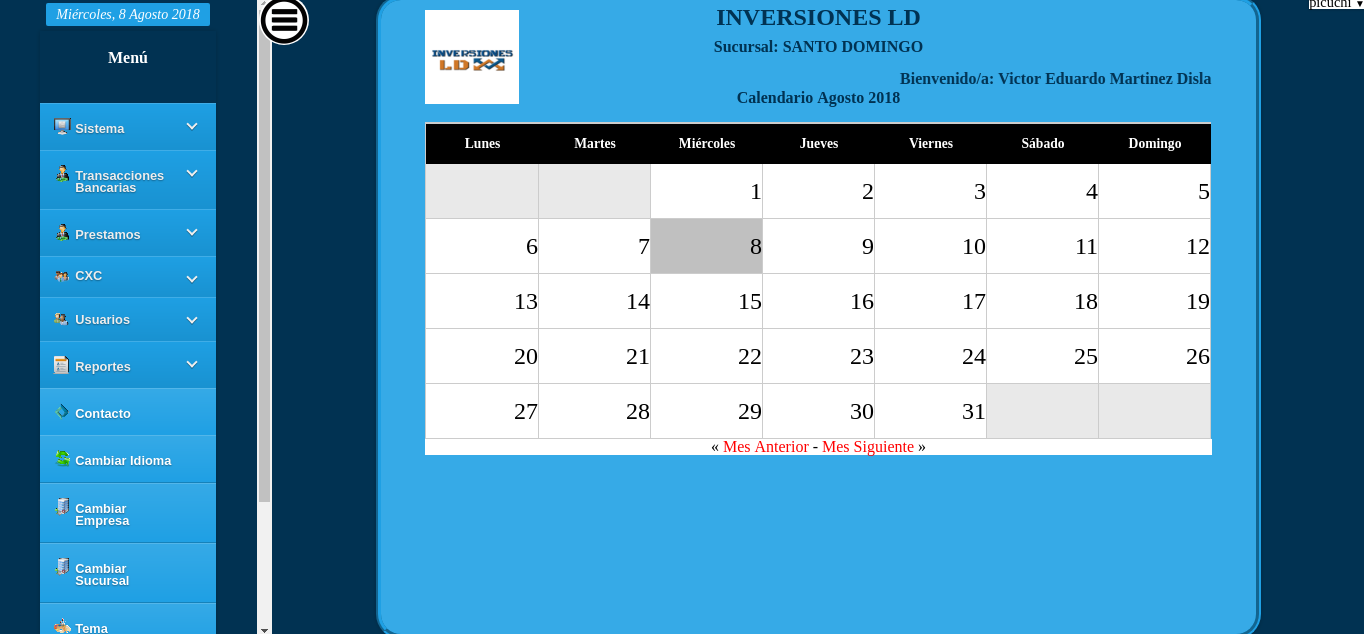 Miércoles, 8 Agosto 2018
Menú
Sistema
Transacciones
Bancarias
Prestamos
CXC
Usuarios
Reportes
Contacto
Cambiar Idioma
Cambiar
Empresa
Cambiar
Sucursal
Tema
INVERSIONES
LD
INVERSIONES LD
Sucursal: SANTO DOMINGO
Bienvenido/a: Victor Eduardo Martinez Disla
Calendario Agosto 2018
picuchi ▼
Lunes Martes Miércoles Jueves Viernes Sábado Domingo
1 2 3 4 5
6 7 8 9 10 11 12
13 14 15 16 17 18 19
20 21 22 23 24 25 26
27 28 29 30 31
« Mes Anterior - Mes Siguiente »